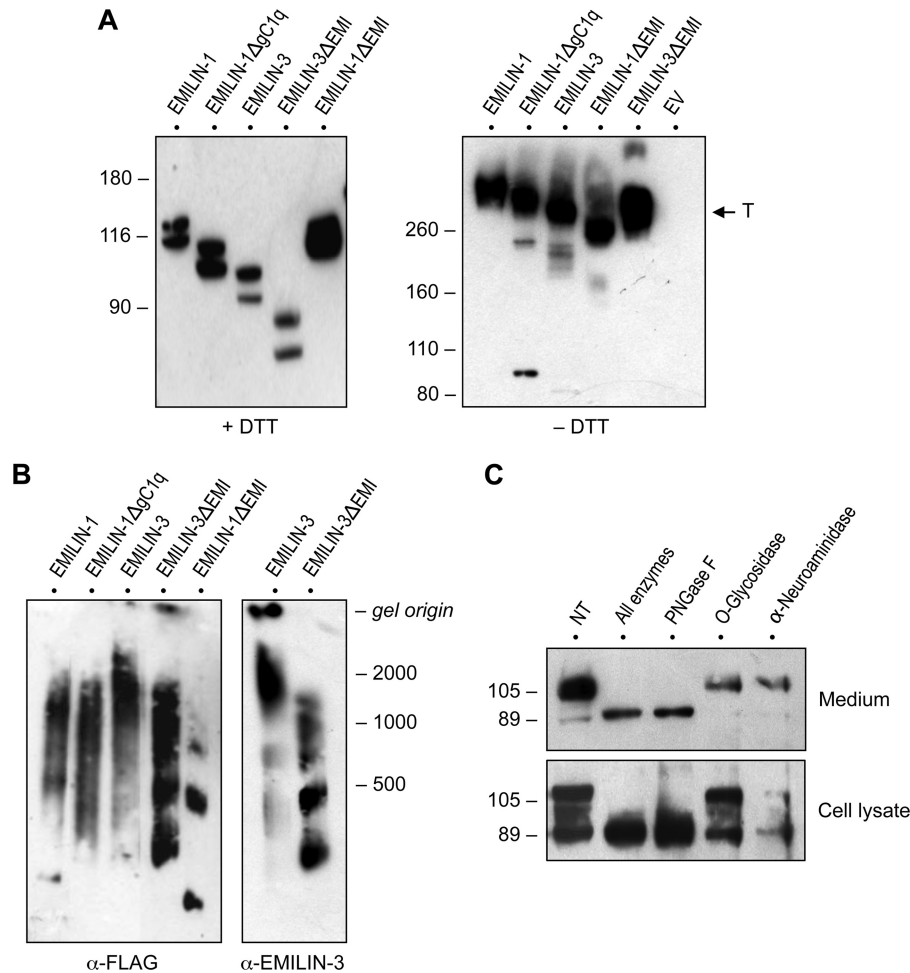 A
EMILIN-1
EMILIN-1ΔgC1q
EMILIN-3
EMILIN-3ΔEMI
EMILIN-1ΔEMI
180 –
116 –
90 –
+ DTT
EMILIN-1
EMILIN-1ΔgC1q
EMILIN-3
EMILIN-1ΔEMI
EMILIN-3ΔEMI
EV
260 –
160 –
110 –
80 –
← T
– DTT
B
EMILIN-1
EMILIN-1ΔgC1q
EMILIN-3
EMILIN-3ΔEMI
EMILIN-1ΔEMI
α-FLAG
EMILIN-3
EMILIN-3ΔEMI
– gel origin
– 2000
– 1000
– 500
α-EMILIN-3
C
NT
All enzymes
PNGase F
O-Glycosidase
α-Neuroaminidase
105 –
89 –
Medium
105 –
89 –
Cell lysate